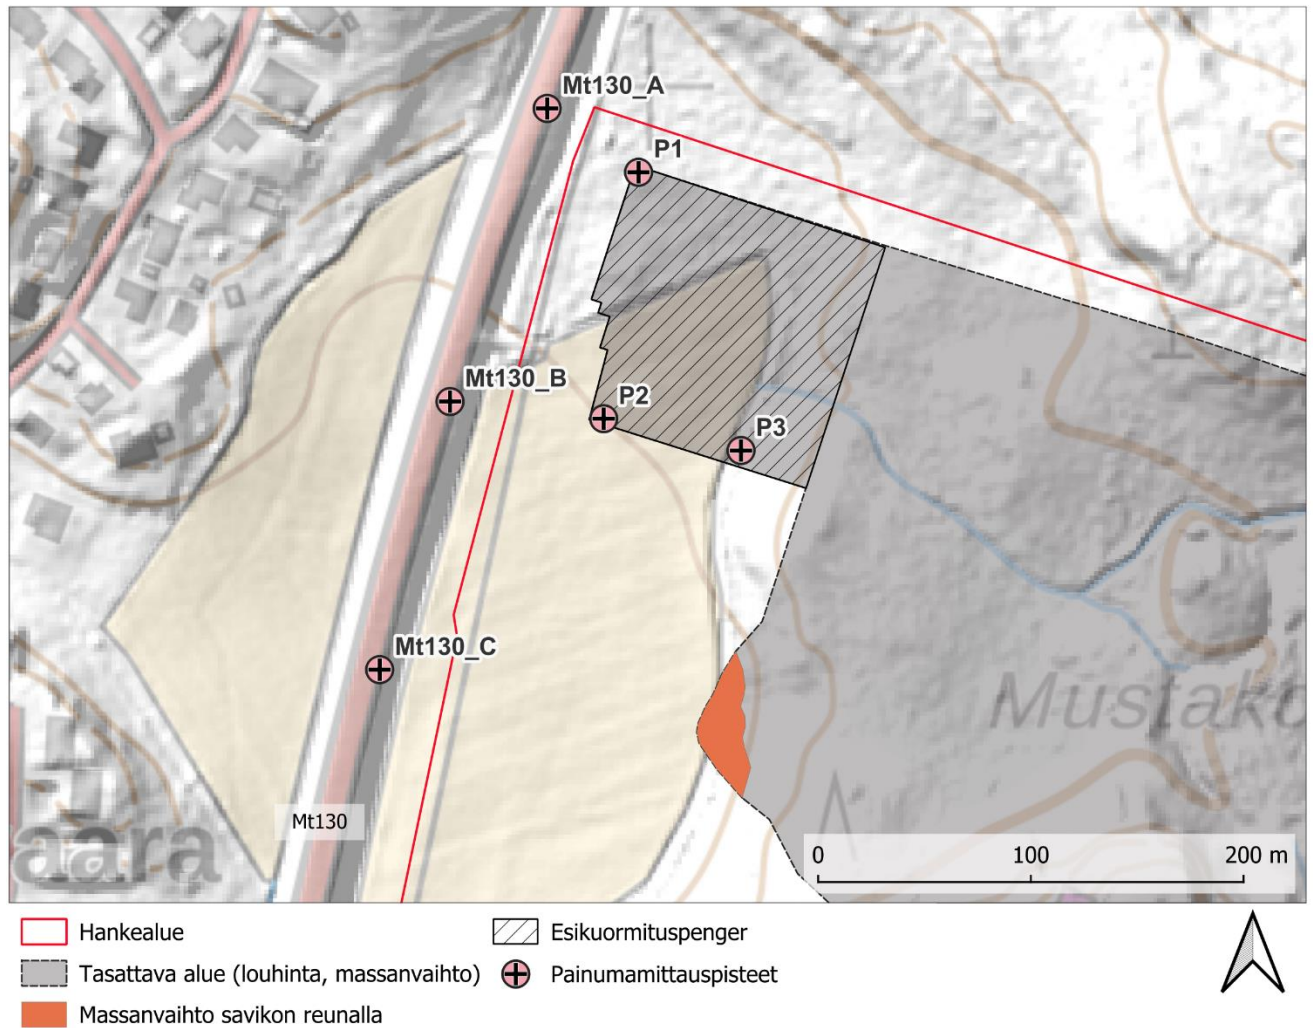 Mt130_A
P1
Mt130_B
P2
P3
Mt130_C
Mt130
aara
0 100 200 m
Hankealue
Esikuormituspenger
Tasattava alue (louhinta, massanvaihto)
Painumamittauspisteet
Massanvaihto savikon reunalla